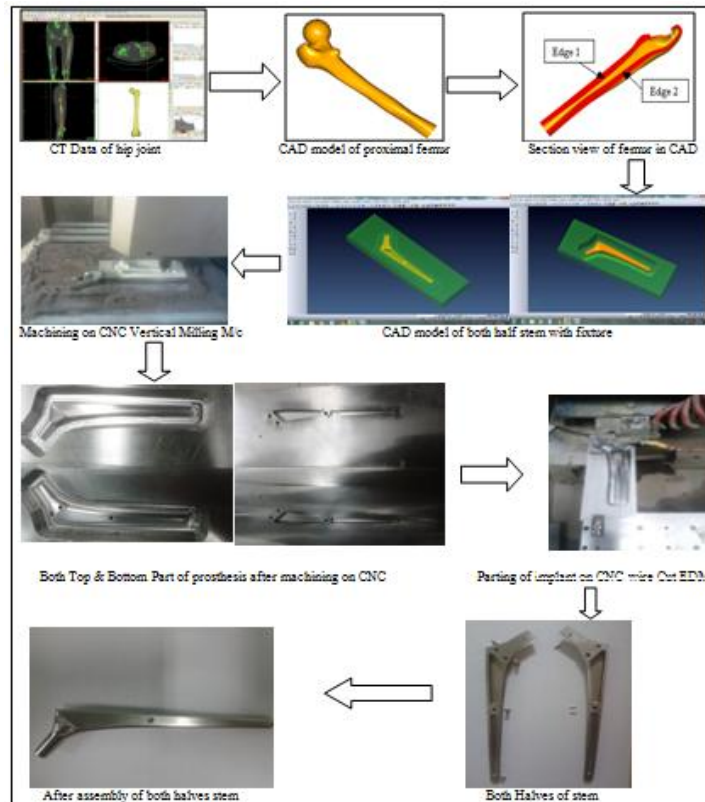 Edge 1
Edge 2
CT Data of hip joint
CAD model of proximal femur
Section view of femur in CAD
Machining on CNC Vertical Milling M/c
CAD model of both half stem with fixture
Both Top & Bottom Part of prosthesis after machining on CNC
Parting of implant on CNC wire Cut EDM
After assembly of both halves stem
Both Halves of stem